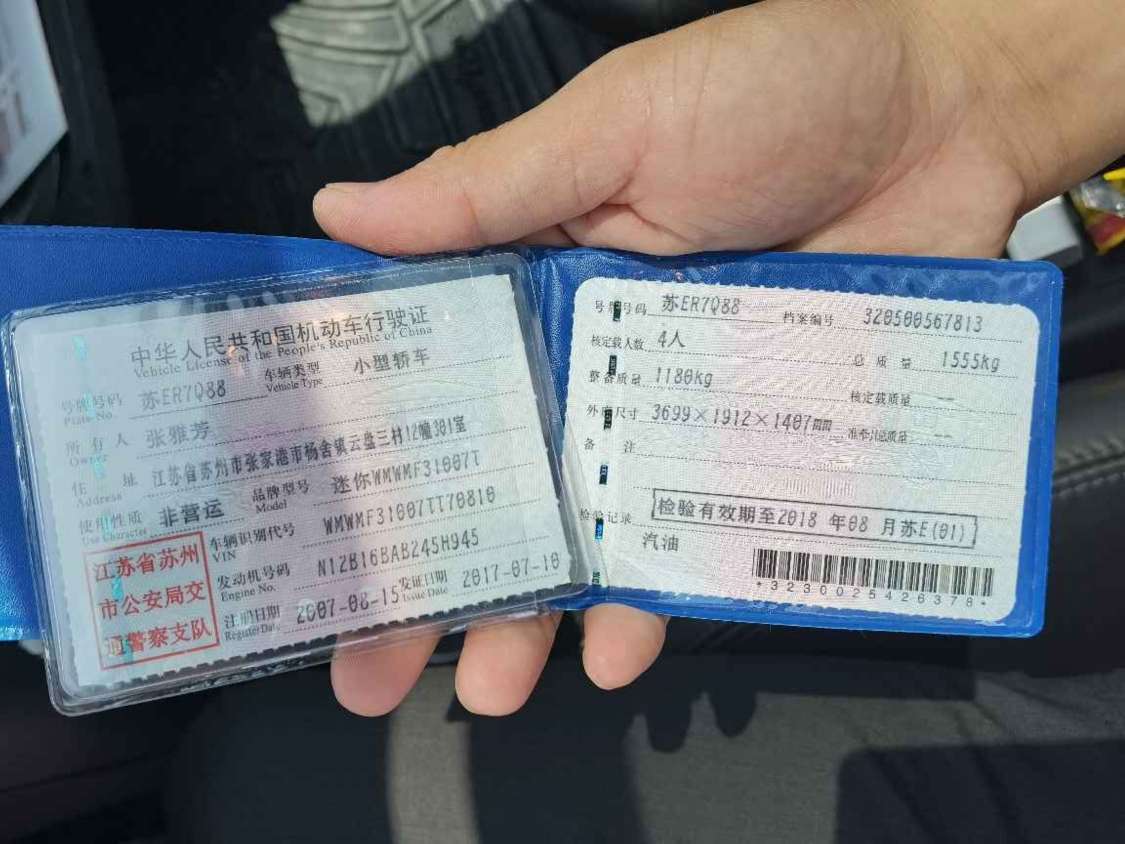 中华人民共和国机动车行驶证
Vehicle License of the People's Republic of China
号牌号码 苏ER7Q88 车辆类型 小型轿车
Plate No. Vehicle Type
所有人 张雅芳
Owner
住址 江苏省苏州市张家港市杨舍镇云盘三村12幢301室
Address
使用性质 非营运 品牌型号 迷你WMWMF31007T
Use Character Model
江苏省苏州
市公安局交
通警察支队
车辆识别代号 WMWMF31007TT70810
VIN
发动机号码 N12B16BAB245H945
Engine No.
注册日期 2007-08-15 发证日期 2017-07-10
Register Date Issue Date
号牌号码 苏ER7Q88 档案编号 320500567813
核定载人数 4人 总质量 1555kg
整备质量 1180kg 核定载质量 --
外廓尺寸 3699×1912×1407mm 准牵引总质量 --
备注
检验记录 检验有效期至2018年08月苏E(01)
汽油
*3230025426378*